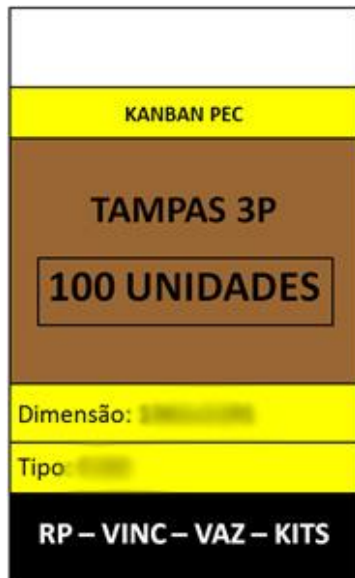 KANBAN PEC
TAMPAS 3P
100 UNIDADES
Dimensão:
Tipo:
RP – VINC – VAZ – KITS